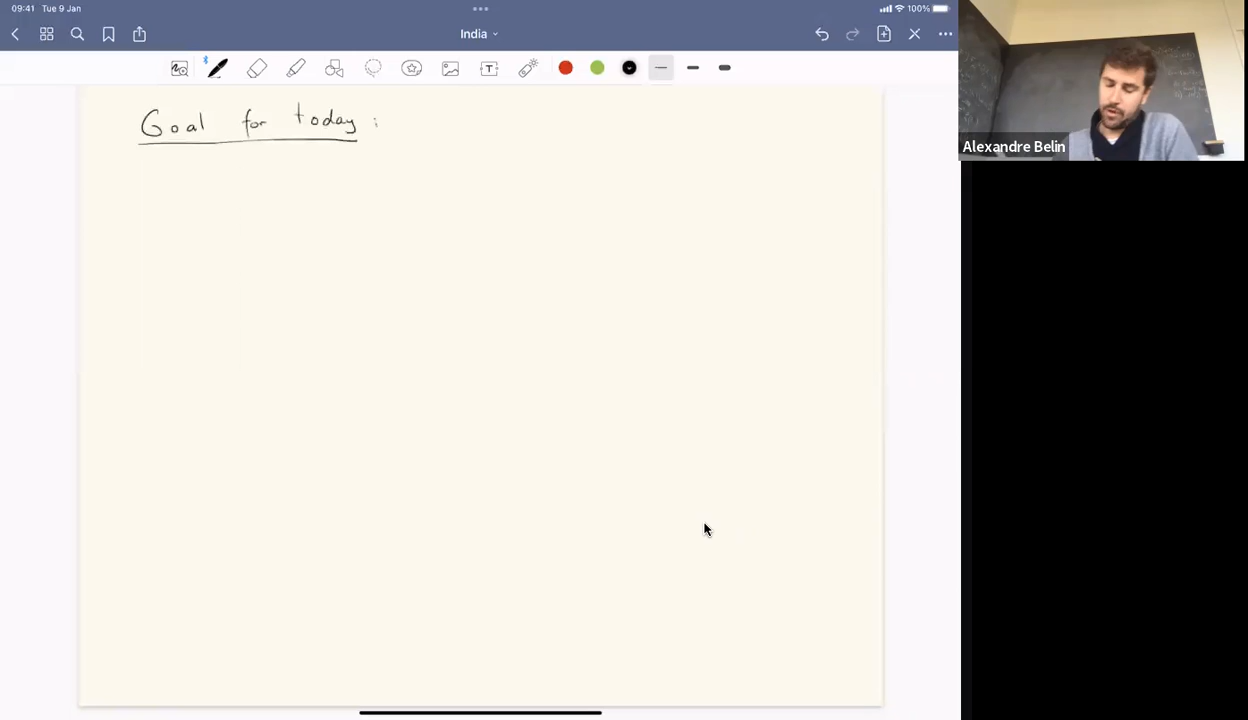 09:41 Tue 9 Jan
100%
India
T
Goal for today :
Alexandre Belin